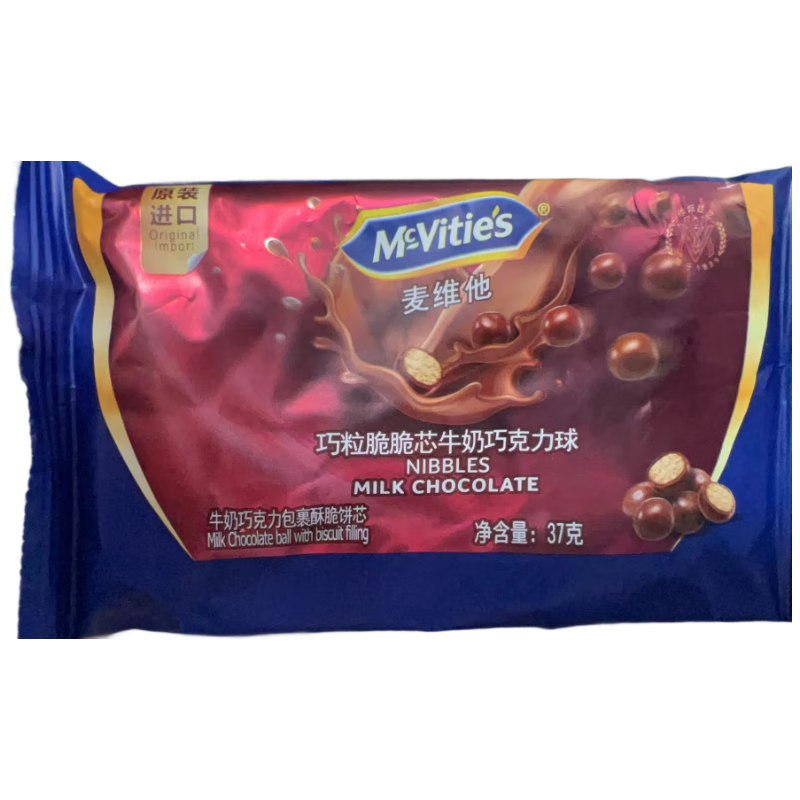 原装
进口
Original
Import
McVitie's®
麦维他
巧粒脆脆芯牛奶巧克力球
NIBBLES
MILK CHOCOLATE
牛奶巧克力包裹酥脆饼芯
Milk Chocolate ball with biscuit filling
净含量：37克